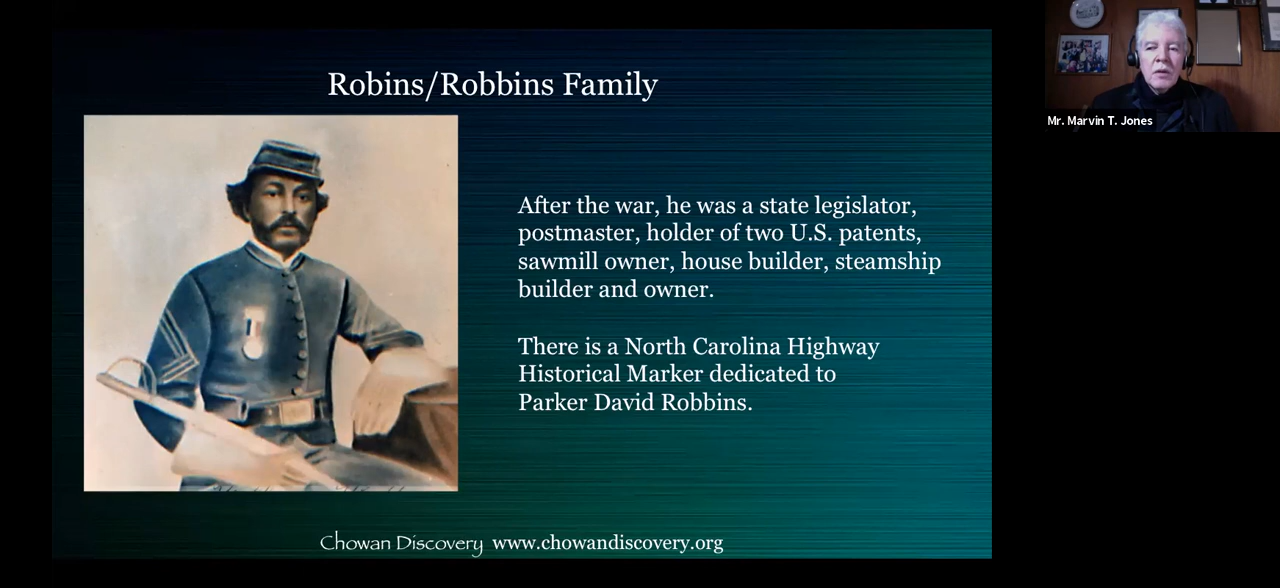 Robins/Robbins Family
After the war, he was a state legislator,
postmaster, holder of two U.S. patents,
sawmill owner, house builder, steamship
builder and owner.
There is a North Carolina Highway
Historical Marker dedicated to
Parker David Robbins.
Chowan Discovery www.chowandiscovery.org
Mr. Marvin T. Jones